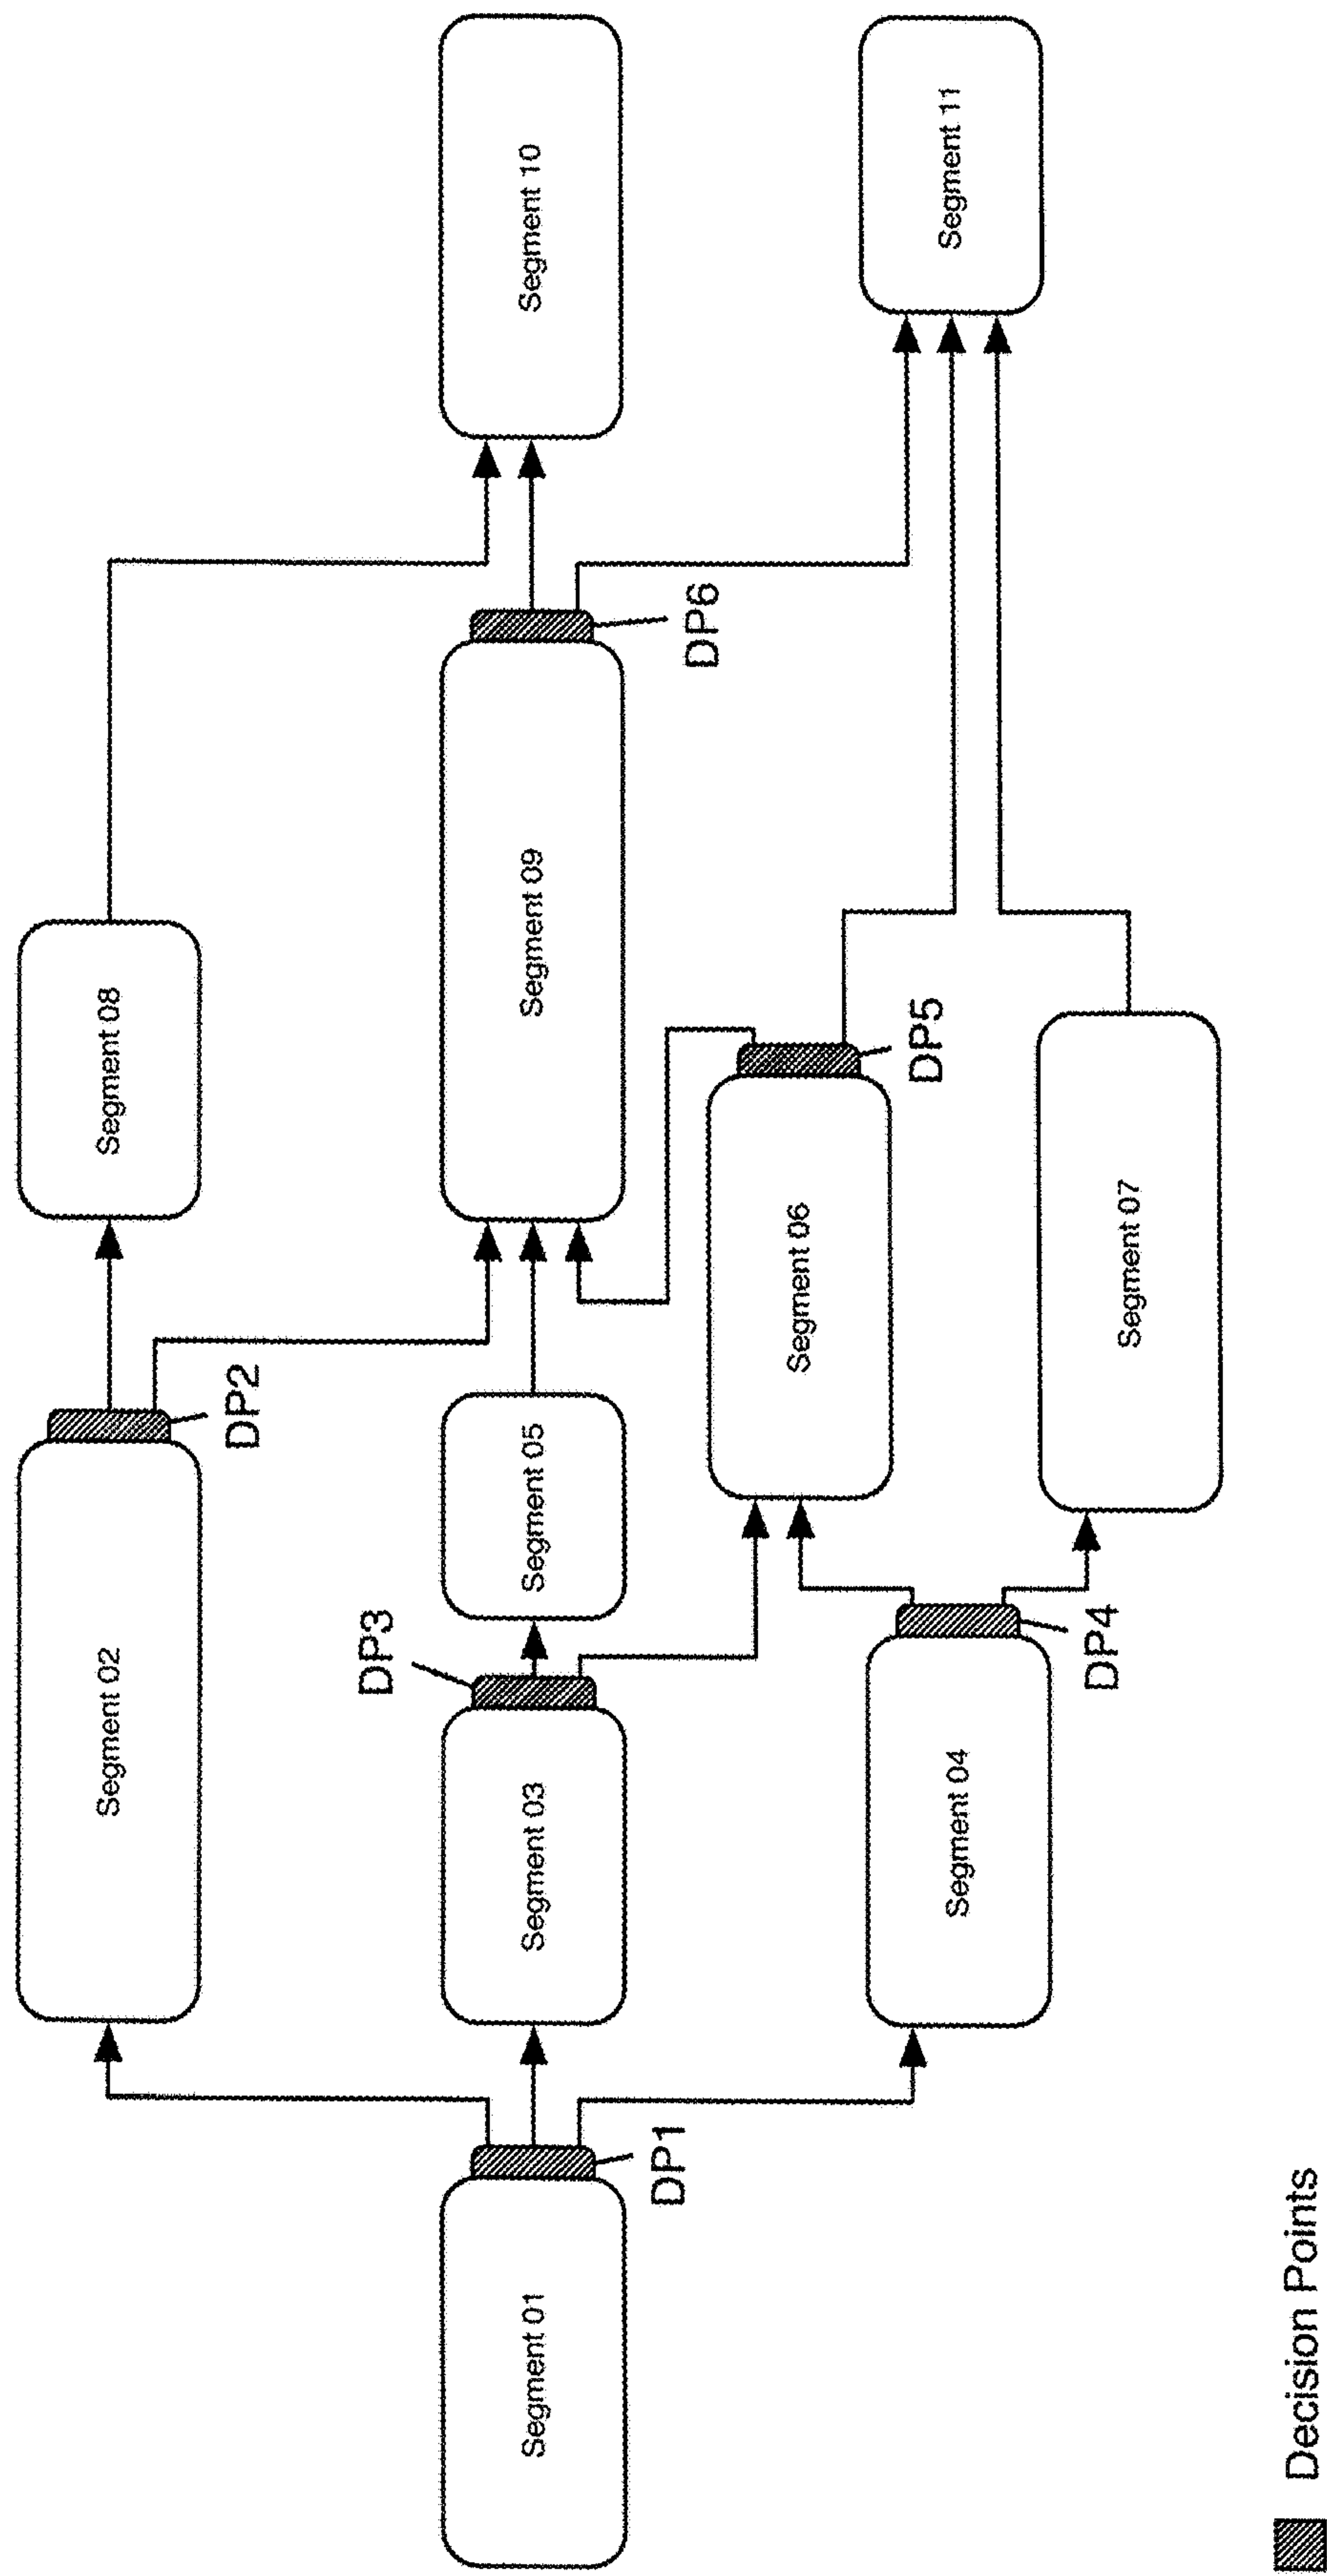 Segment 01
DP1
Segment 02
DP2
Segment 03
DP3
Segment 04
DP4
Segment 05
Segment 06
DP5
Segment 07
Segment 08
Segment 09
DP6
Segment 10
Segment 11
Decision Points